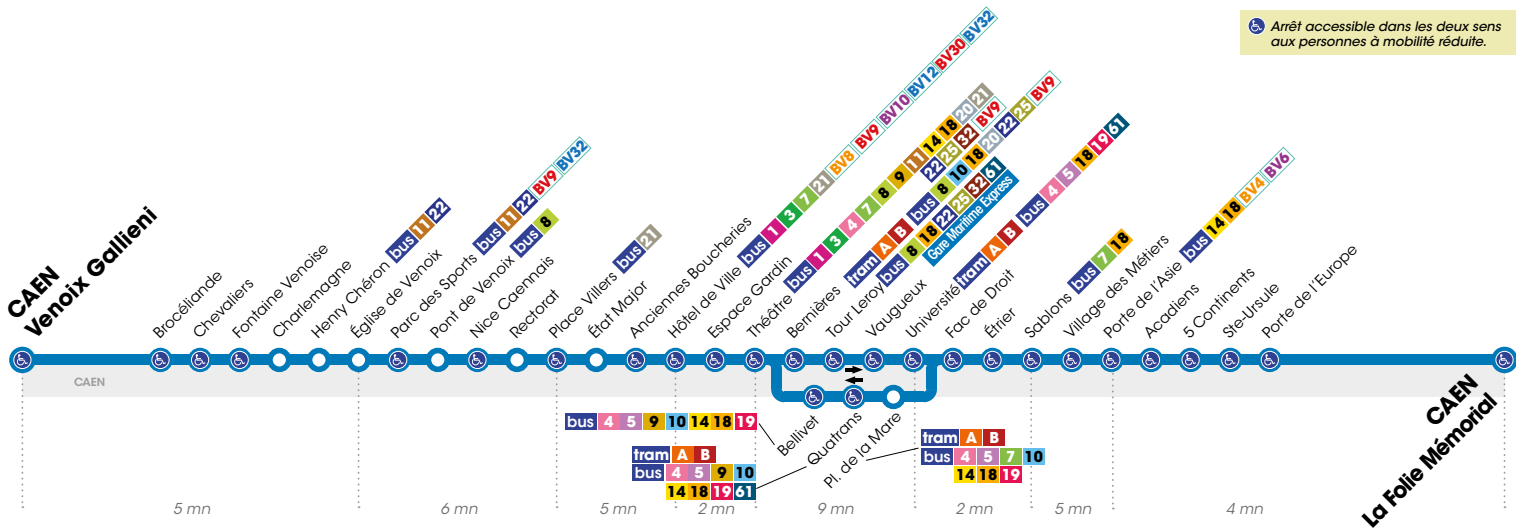 Arrêt accessible dans les deux sens
aux personnes à mobilité réduite.
CAEN
Venoix Gallieni
Brocéliande
Chevaliers
Fontaine Venoise
Charlemagne
Henry Chéron bus 11 22
Église de Venoix
Parc des Sports bus 11 22 BV9 BV32
Pont de Venoix bus 8
Nice Caennais
Rectorat
Place Villers bus 21
État Major
Anciennes Boucheries
Hôtel de Ville bus 1 3 7 21 BV8 BV9 BV10 BV12 BV30 BV32
Espace Gardin
Théâtre bus 1 3 4 7 8 9 11 14 18 20 21
22 25 32 BV9
Bernières tram A B bus 8 10 18 20 22 25 BV9
Tour Leroy bus 8 18 22 25 32 61
Gare Maritime Express
Vaugueux
Université tram A B bus 4 5 18 19 61
Fac de Droit
Étrier
Sablons bus 7 18
Village des Métiers
Porte de l'Asie bus 14 18 BV4 BV6
Acadiens
5 Continents
Ste-Ursule
Porte de l'Europe
CAEN
La Folie Mémorial
CAEN
bus 4 5 9 10 14 18 19
Bellivet
tram A B
bus 4 5 9 10
14 18 19 61
Quatrans
Pl. de la Mare
tram A B
bus 4 5 7 10
14 18 19
5 mn
6 mn
5 mn
2 mn
9 mn
2 mn
5 mn
4 mn